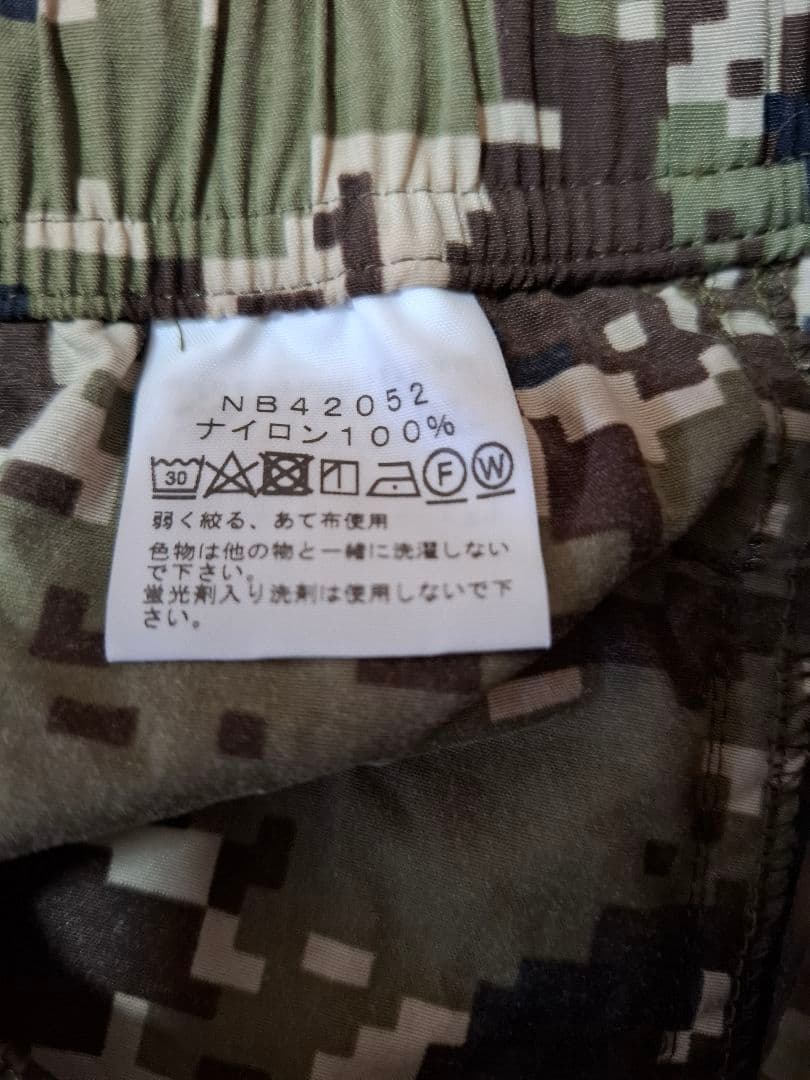 NB42052
ナイロン100%
30 F W
弱く絞る、あて布使用
色物は他の物と一緒に洗濯しない
で下さい。
蛍光剤入り洗剤は使用しないで下
さい。